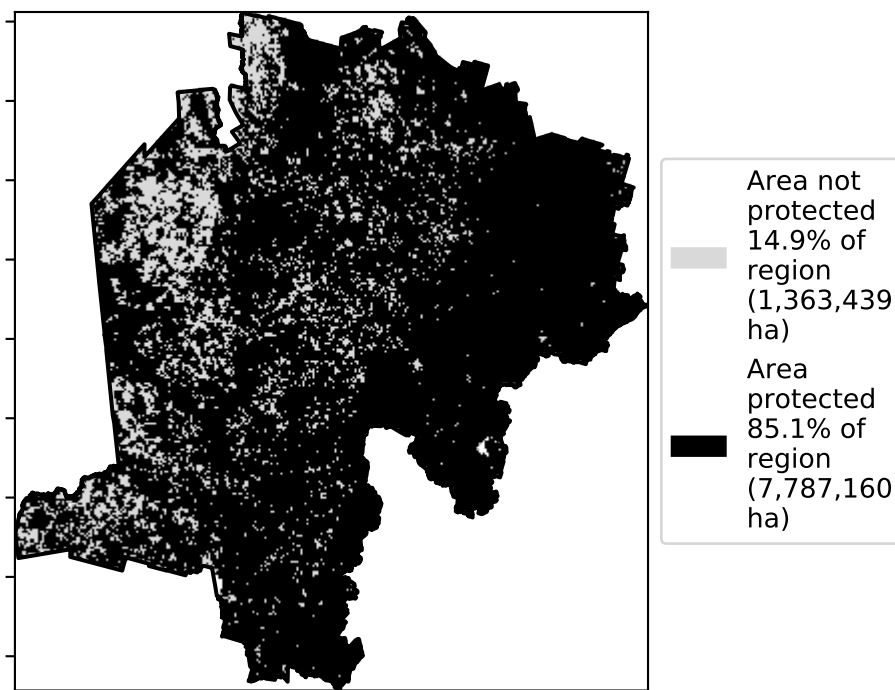 Area not
protected
14.9% of
region
(1,363,439
ha)
Area
protected
85.1% of
region
(7,787,160
ha)